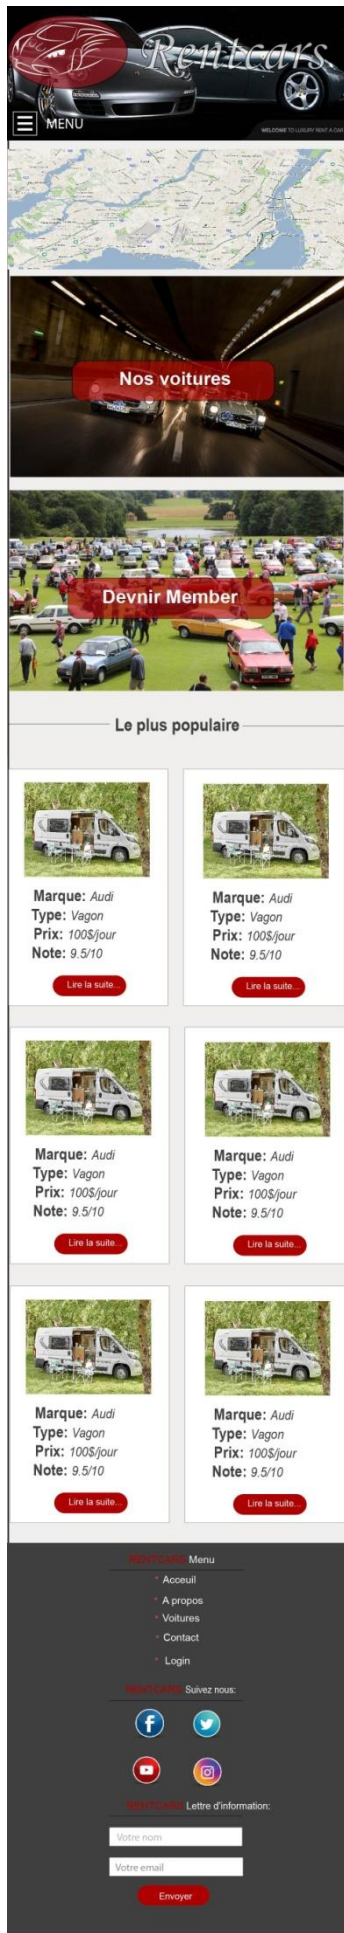 Rentcars
MENU
WELCOME TO LUXURY RENT A CAR
Nos voitures
Devnir Member
Le plus populaire
Marque: Audi
Type: Vagon
Prix: 100$/jour
Note: 9.5/10
Lire la suite...
Marque: Audi
Type: Vagon
Prix: 100$/jour
Note: 9.5/10
Lire la suite...
Marque: Audi
Type: Vagon
Prix: 100$/jour
Note: 9.5/10
Lire la suite...
Marque: Audi
Type: Vagon
Prix: 100$/jour
Note: 9.5/10
Lire la suite...
Marque: Audi
Type: Vagon
Prix: 100$/jour
Note: 9.5/10
Lire la suite...
Marque: Audi
Type: Vagon
Prix: 100$/jour
Note: 9.5/10
Lire la suite...
RENTCARS Menu
* Acceuil
* A propos
* Voitures
* Contact
* Login
RENTCARS Suivez nous:
RENTCARS Lettre d'information:
Votre nom
Votre email
Envoyer